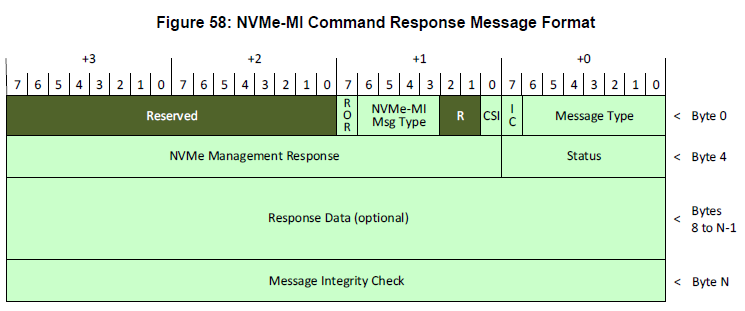 Figure 58: NVMe-MI Command Response Message Format
+3 +2 +1 +0
7 6 5 4 3 2 1 0 7 6 5 4 3 2 1 0 7 6 5 4 3 2 1 0 7 6 5 4 3 2 1 0
Reserved
R
O
R
NVMe-MI
Msg Type
R
CSI
I
C
Message Type
< Byte 0
NVMe Management Response
Status
< Byte 4
Response Data (optional)
< Bytes
8 to N-1
Message Integrity Check
< Byte N